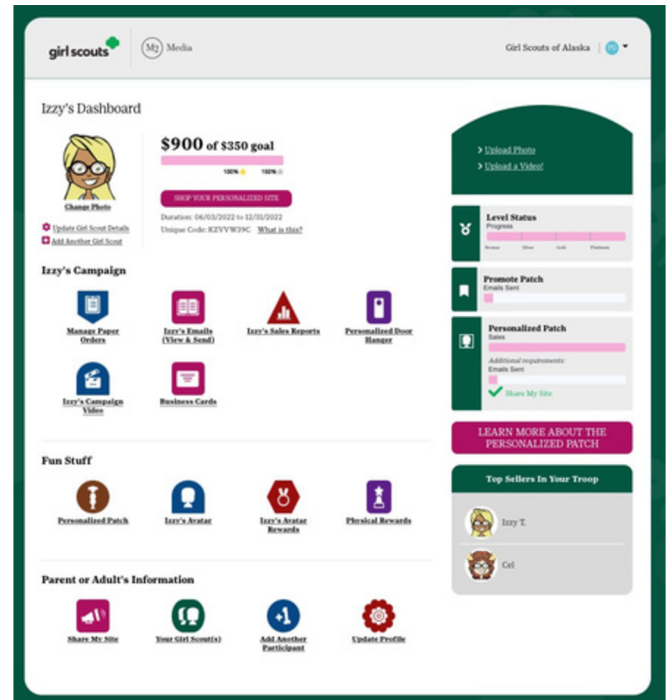 girl scouts
M2 Media
Girl Scouts of Alaska
Izzy's Dashboard
$900 of $350 goal
100% 100%
SHOP YOUR PERSONALIZED SITE
Change Photo
Duration: 06/03/2022 to 12/31/2022
Update Girl Scout Details
Unique Code: KZVVW39C What is this?
Add Another Girl Scout
Izzy's Campaign
Manage Paper Orders
Izzy's Emails (View & Send)
Izzy's Sales Reports
Personalized Door Hanger
Izzy's Campaign Video
Business Cards
Fun Stuff
Personalized Patch
Izzy's Avatar
Izzy's Avatar Rewards
Physical Rewards
Parent or Adult's Information
+1
Share My Site
Your Girl Scout(s)
Add Another Participant
Update Profile
Upload Photo
Upload a Video!
Level Status
Progress
Bronze Silver Gold Platinum
Promote Patch
Emails Sent
Personalized Patch
Sales
Additional requirements:
Emails Sent
Share My Site
LEARN MORE ABOUT THE
PERSONALIZED PATCH
Top Sellers In Your Troop
Izzy T.
Cel